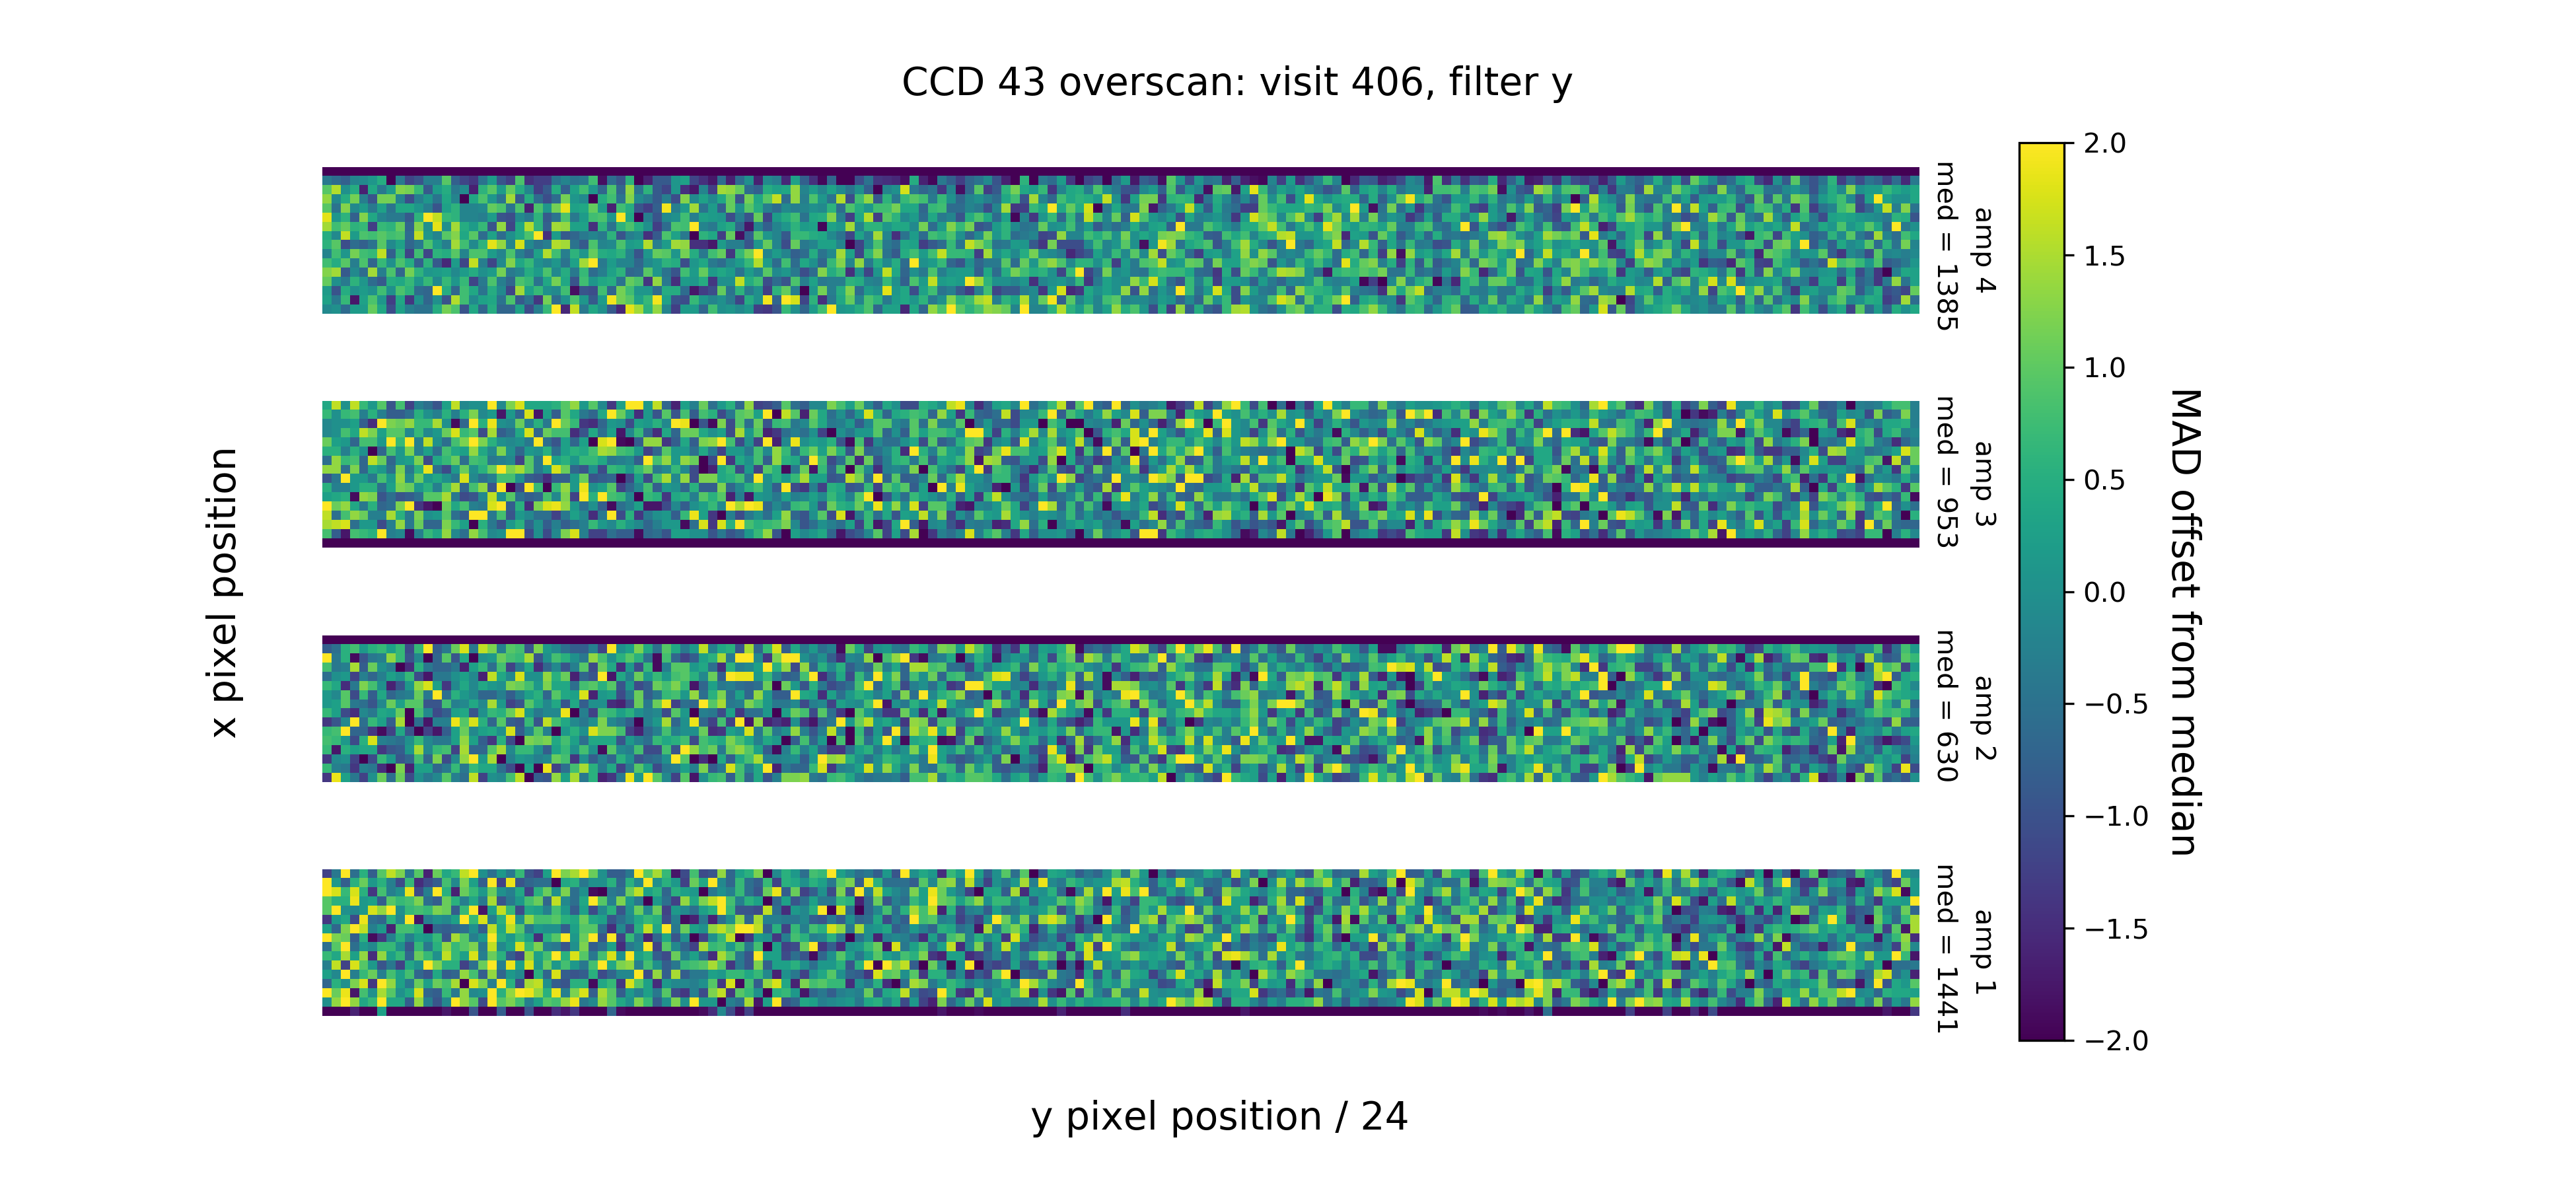 CCD 43 overscan: visit 406, filter y
x pixel position
amp 4
med = 1385
amp 3
med = 953
amp 2
med = 630
amp 1
med = 1441
y pixel position / 24
2.0
1.5
1.0
0.5
0.0
−0.5
−1.0
−1.5
−2.0
MAD offset from median